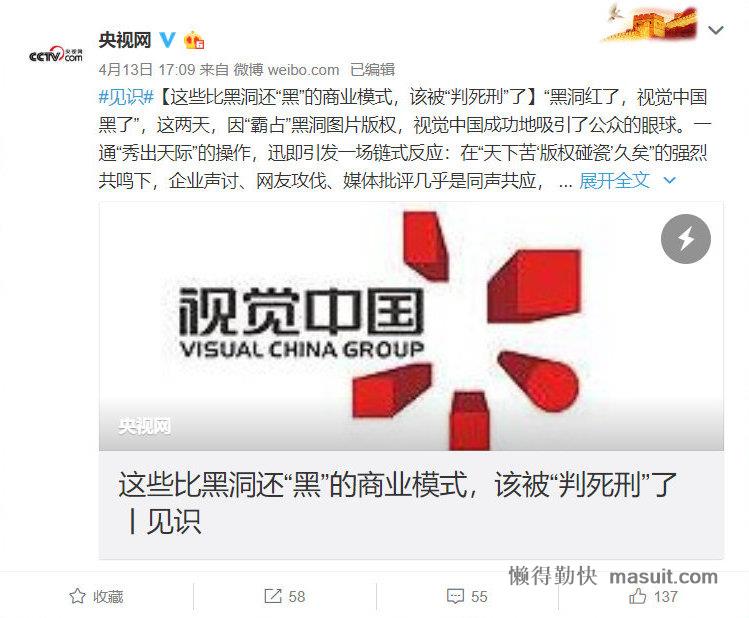 央视网
CCTV 央视网 .com
4月13日 17:09 来自 微博 weibo.com 已编辑
#见识#【这些比黑洞还“黑”的商业模式，该被“判死刑”了】“黑洞红了，视觉中国
黑了”，这两天，因“霸占”黑洞图片版权，视觉中国成功地吸引了公众的眼球。一
通“秀出天际”的操作，迅即引发一场链式反应：在“天下苦‘版权碰瓷’久矣”的强烈
共鸣下，企业声讨、网友攻伐、媒体批评几乎是同声共应， ... 展开全文
视觉中国
VISUAL CHINA GROUP
央视网
这些比黑洞还“黑”的商业模式，该被“判死刑”了
丨见识
懒得勤快 masuit.com
收藏 58 55 137